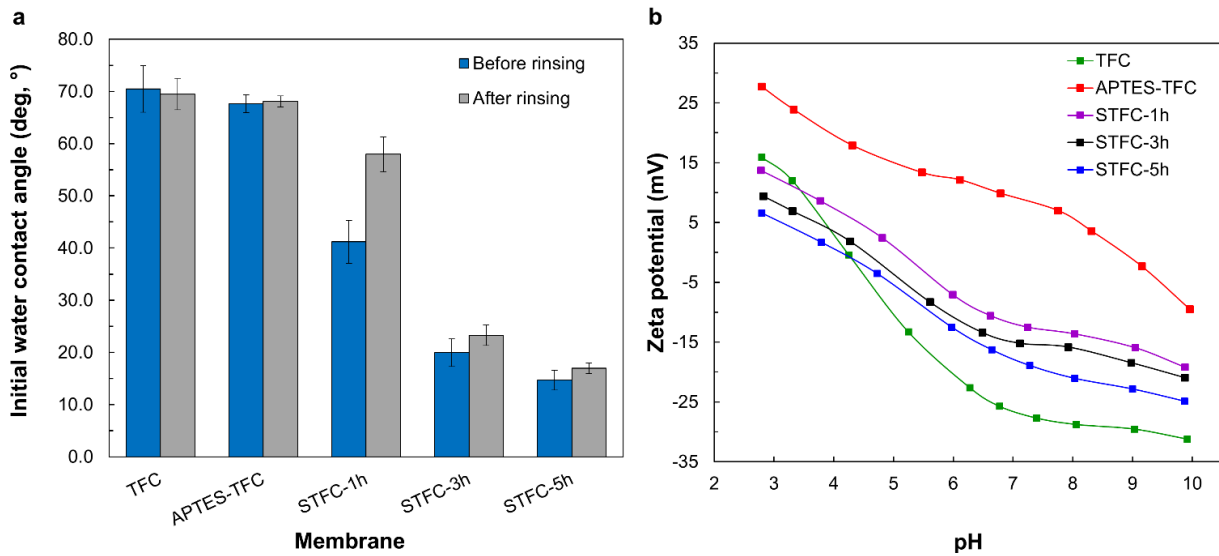 a
Initial water contact angle (deg, °)
80.0
70.0
60.0
50.0
40.0
30.0
20.0
10.0
0.0
Before rinsing
After rinsing
TFC
APTES-TFC
STFC-1h
STFC-3h
STFC-5h
Membrane
b
Zeta potential (mV)
35
25
15
5
-5
-15
-25
-35
TFC
APTES-TFC
STFC-1h
STFC-3h
STFC-5h
2 3 4 5 6 7 8 9 10
pH